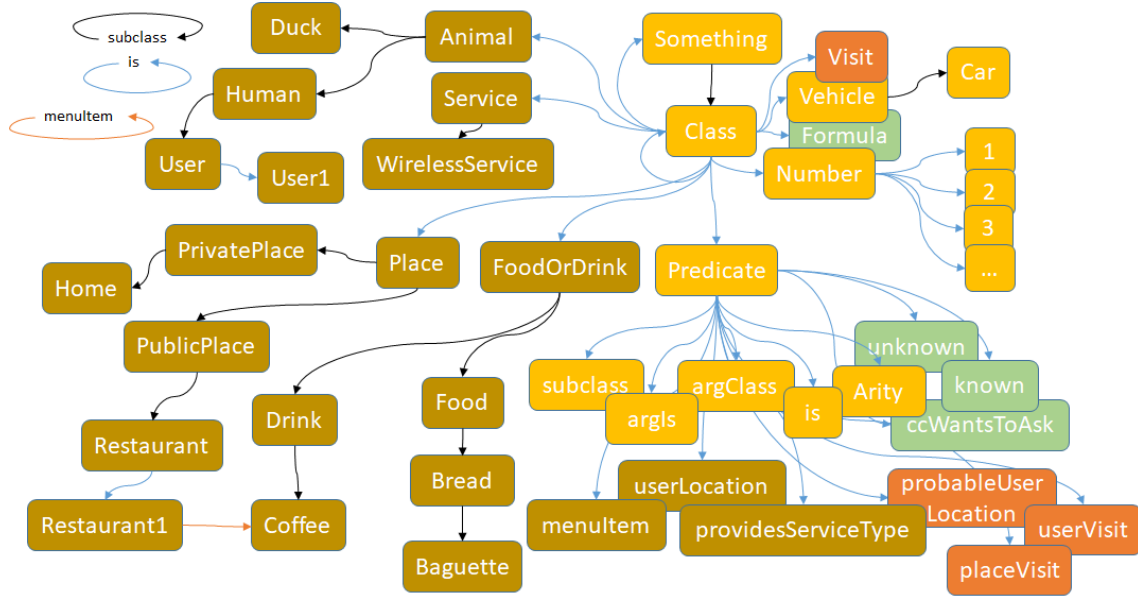 subclass
is
menuItem
Duck
Animal
Something
Visit
Car
Human
Service
Vehicle
Class
Formula
1
User
User1
WirelessService
Number
2
3
...
PrivatePlace
Place
FoodOrDrink
Predicate
Home
PublicPlace
unknown
subclass
argClass
known
Food
Arity
Drink
argIs
is
ccWantsToAsk
Restaurant
Bread
userLocation
probableUser
Location
menuItem
providesServiceType
userVisit
Restaurant1
Coffee
Baguette
placeVisit